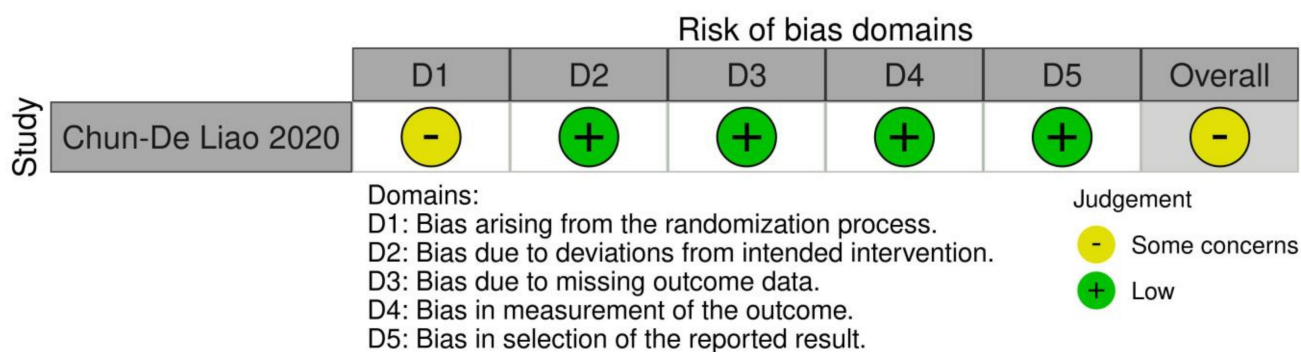 Risk of bias domains
D1 D2 D3 D4 D5 Overall
Study
Chun-De Liao 2020 - + + + + -
Domains:
D1: Bias arising from the randomization process.
D2: Bias due to deviations from intended intervention.
D3: Bias due to missing outcome data.
D4: Bias in measurement of the outcome.
D5: Bias in selection of the reported result.
Judgement
- Some concerns
+ Low